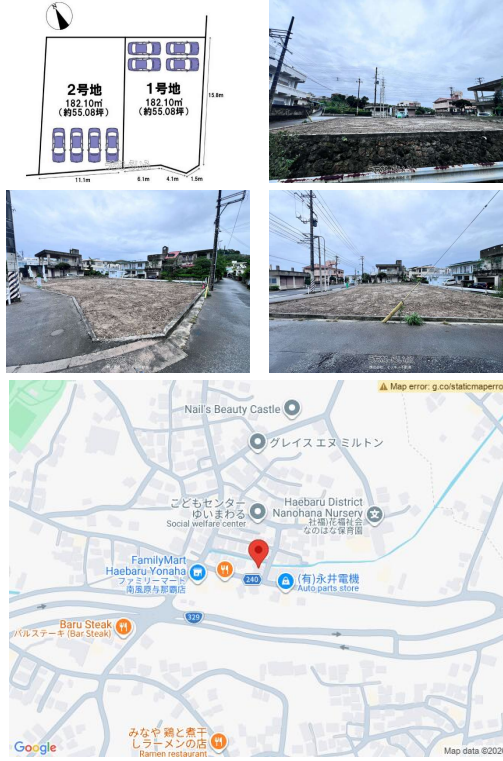 2号地
182.10㎡
(約55.08坪)
1号地
182.10㎡
(約55.08坪)
15.8m
11.1m
6.1m
4.1m
1.5m
Map error: g.co/staticmaperro
Nail's Beauty Castle
グレイス エヌ ミルトン
こどもセンター
ゆいまわる
Social welfare center
Haebaru District
Nanohana Nursery
社福)花福祉会
なのはな保育園
FamilyMart
Haebaru Yonaha
ファミリーマート
南風原与那覇店
240
(有)永井電機
Auto parts store
329
Baru Steak
バルステーキ (Bar Steak)
みなや 鶏と煮干
しラーメンの店
Ramen restaurant...
Google
Map data ©2026